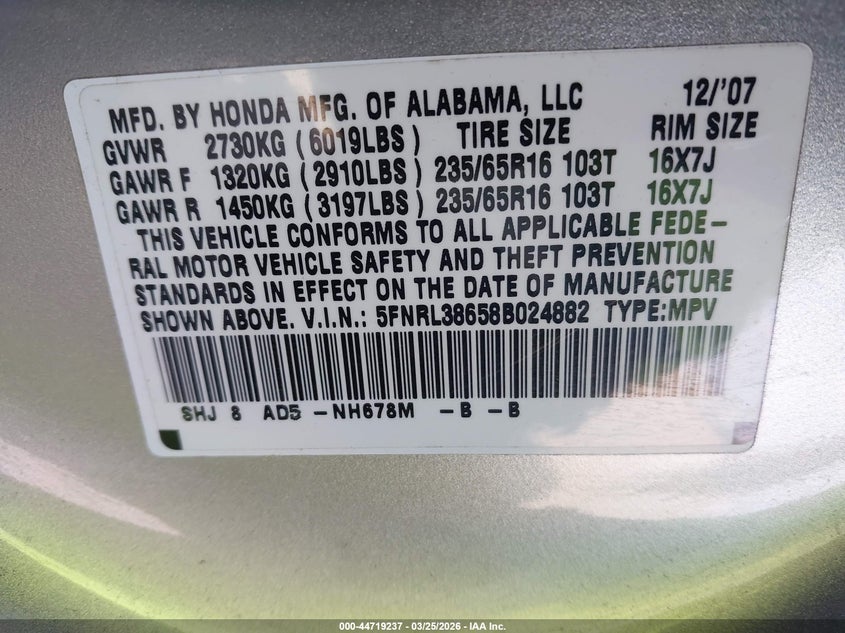 MFD. BY HONDA MFG. OF ALABAMA, LLC 12/'07
GVWR 2730KG (6019LBS) TIRE SIZE RIM SIZE
GAWR F 1320KG (2910LBS) 235/65R16 103T 16X7J
GAWR R 1450KG (3197LBS) 235/65R16 103T 16X7J
THIS VEHICLE CONFORMS TO ALL APPLICABLE FEDE-
RAL MOTOR VEHICLE SAFETY AND THEFT PREVENTION
STANDARDS IN EFFECT ON THE DATE OF MANUFACTURE
SHOWN ABOVE. V.I.N.: 5FNRL38658B024882 TYPE:MPV
SHJ 8 AD5 -NH678M -B -B
000-44719237 - 03/25/2026 - IAA Inc.